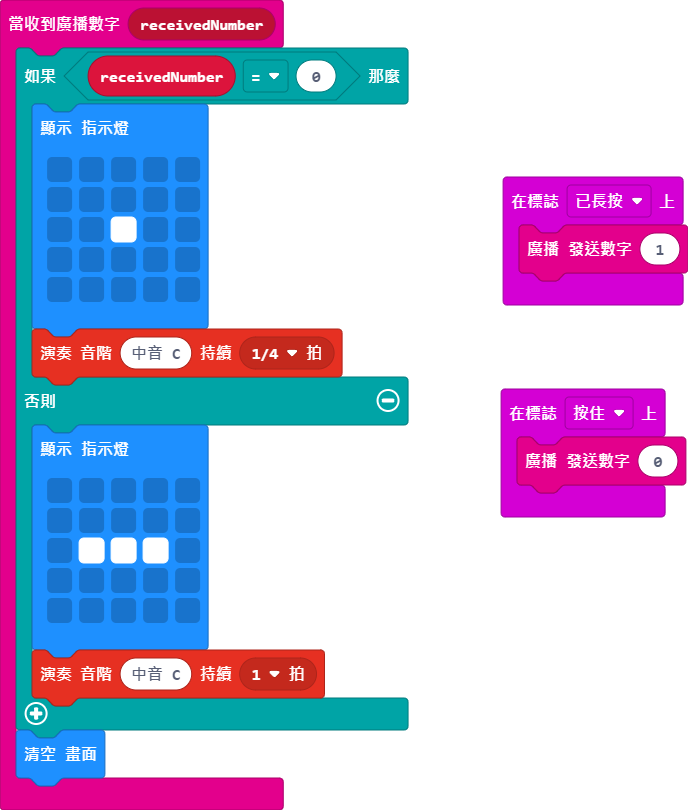 當收到廣播數字 receivedNumber
如果 receivedNumber = 0 那麼
顯示 指示燈
演奏 音階 中音 C 持續 1/4 拍
否則
顯示 指示燈
演奏 音階 中音 C 持續 1 拍
清空 畫面
在標誌 已長按 上
廣播 發送數字 1
在標誌 按住 上
廣播 發送數字 0